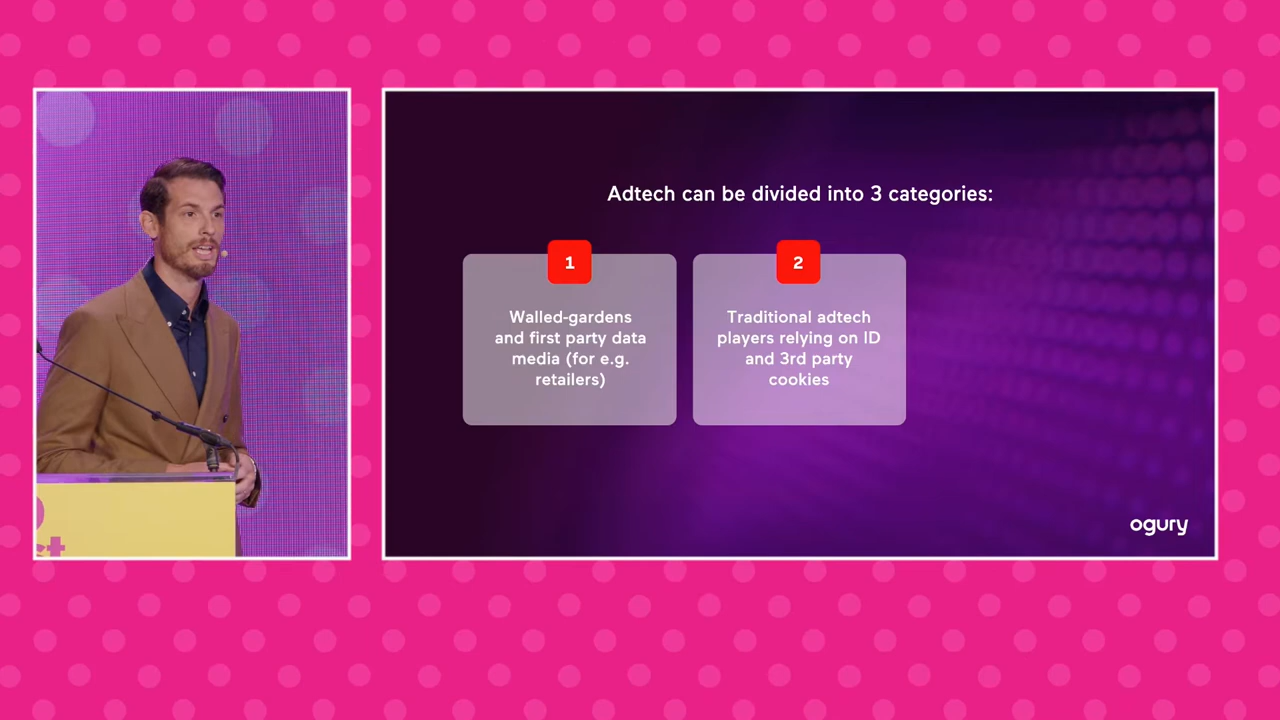 Adtech can be divided into 3 categories:
1
2
Walled-gardens
and first party data
media (for e.g.
retailers)
Traditional adtech
players relying on ID
and 3rd party
cookies
ogury